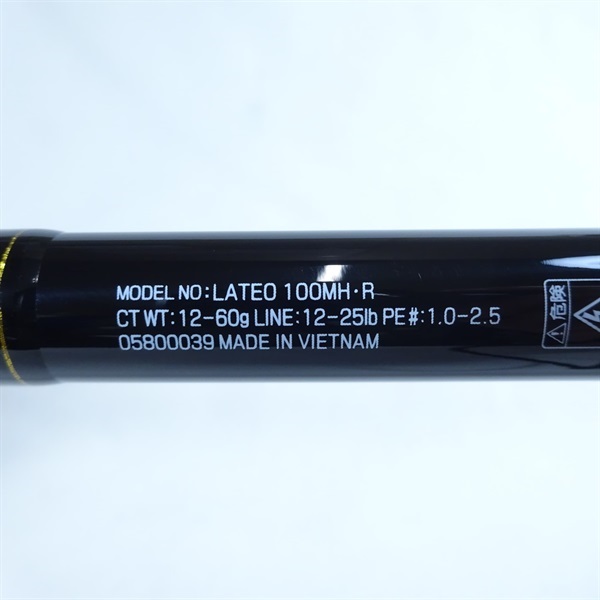 MODEL NO:LATEO 100MH·R
CT WT:12-60g LINE:12-25lb PE#:1.0-2.5
05800039 MADE IN VIETNAM
危険